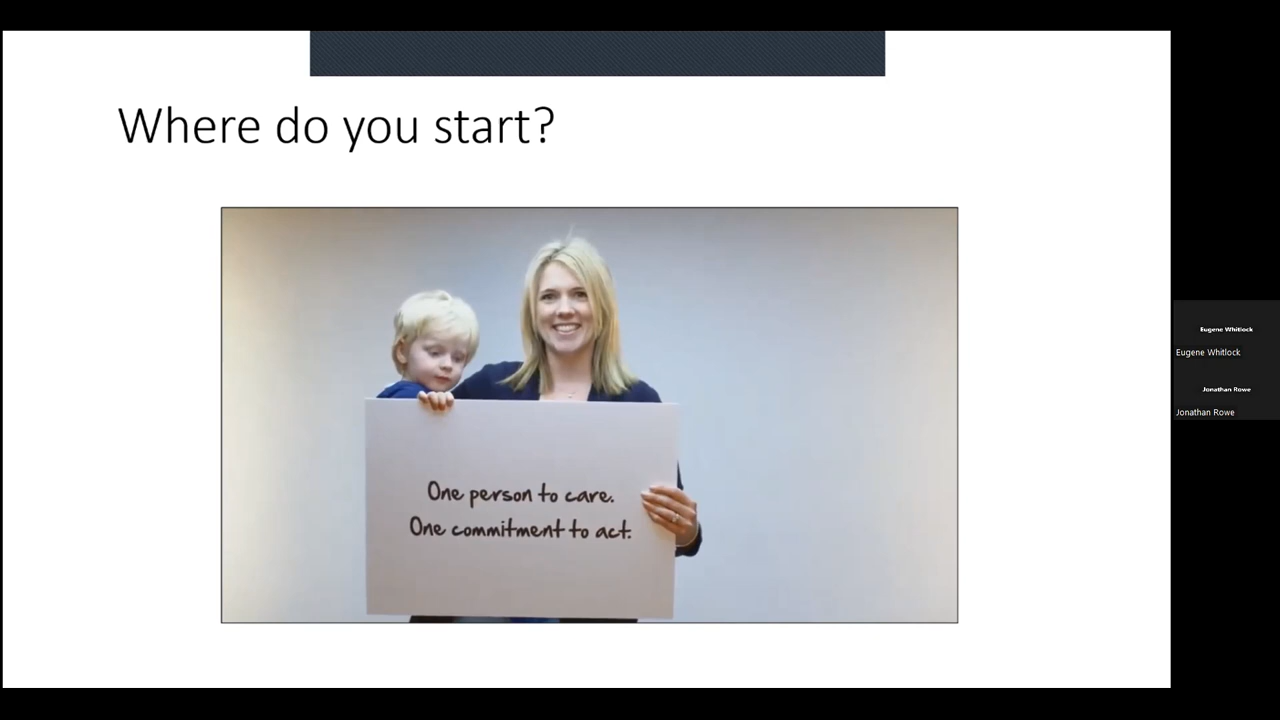 Where do you start?
One person to care.
One commitment to act.
Eugene Whitlock
Eugene Whitlock
Jonathan Rowe
Jonathan Rowe